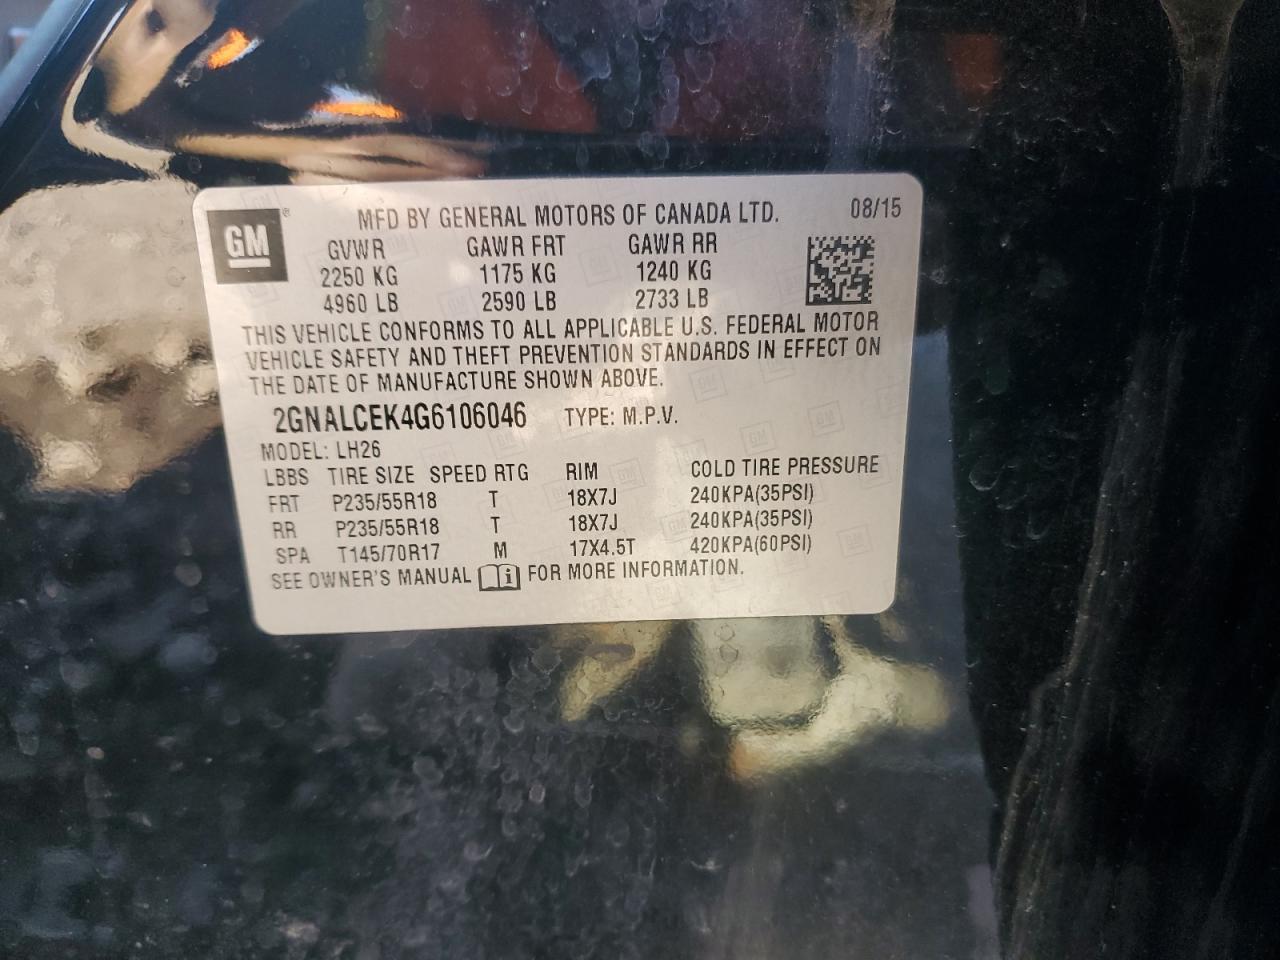 GM ®
MFD BY GENERAL MOTORS OF CANADA LTD. 08/15
GVWR GAWR FRT GAWR RR
2250 KG 1175 KG 1240 KG
4960 LB 2590 LB 2733 LB
THIS VEHICLE CONFORMS TO ALL APPLICABLE U.S. FEDERAL MOTOR
VEHICLE SAFETY AND THEFT PREVENTION STANDARDS IN EFFECT ON
THE DATE OF MANUFACTURE SHOWN ABOVE.
2GNALCEK4G6106046 TYPE: M.P.V.
MODEL: LH26
LBBS TIRE SIZE SPEED RTG RIM COLD TIRE PRESSURE
FRT P235/55R18 T 18X7J 240KPA(35PSI)
RR P235/55R18 T 18X7J 240KPA(35PSI)
SPA T145/70R17 M 17X4.5T 420KPA(60PSI)
SEE OWNER'S MANUAL i FOR MORE INFORMATION.